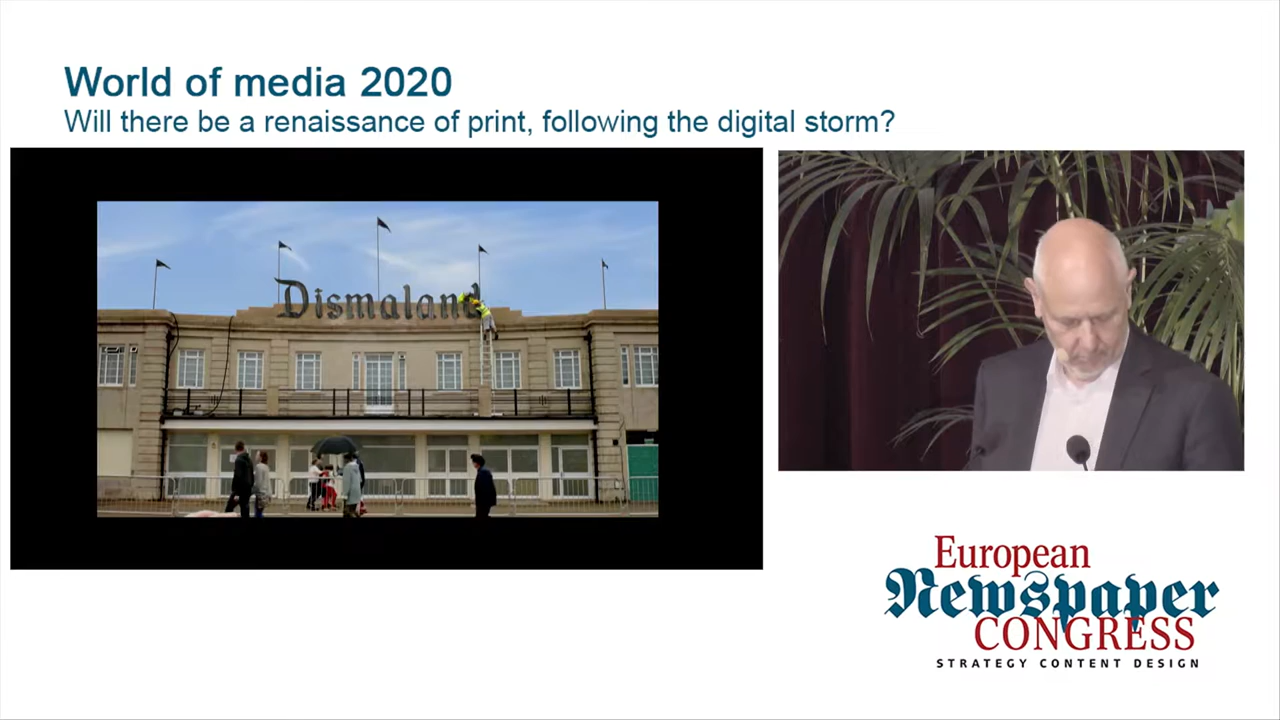 World of media 2020
Will there be a renaissance of print, following the digital storm?
Dismaland
European
Newspaper
CONGRESS
STRATEGY CONTENT DESIGN